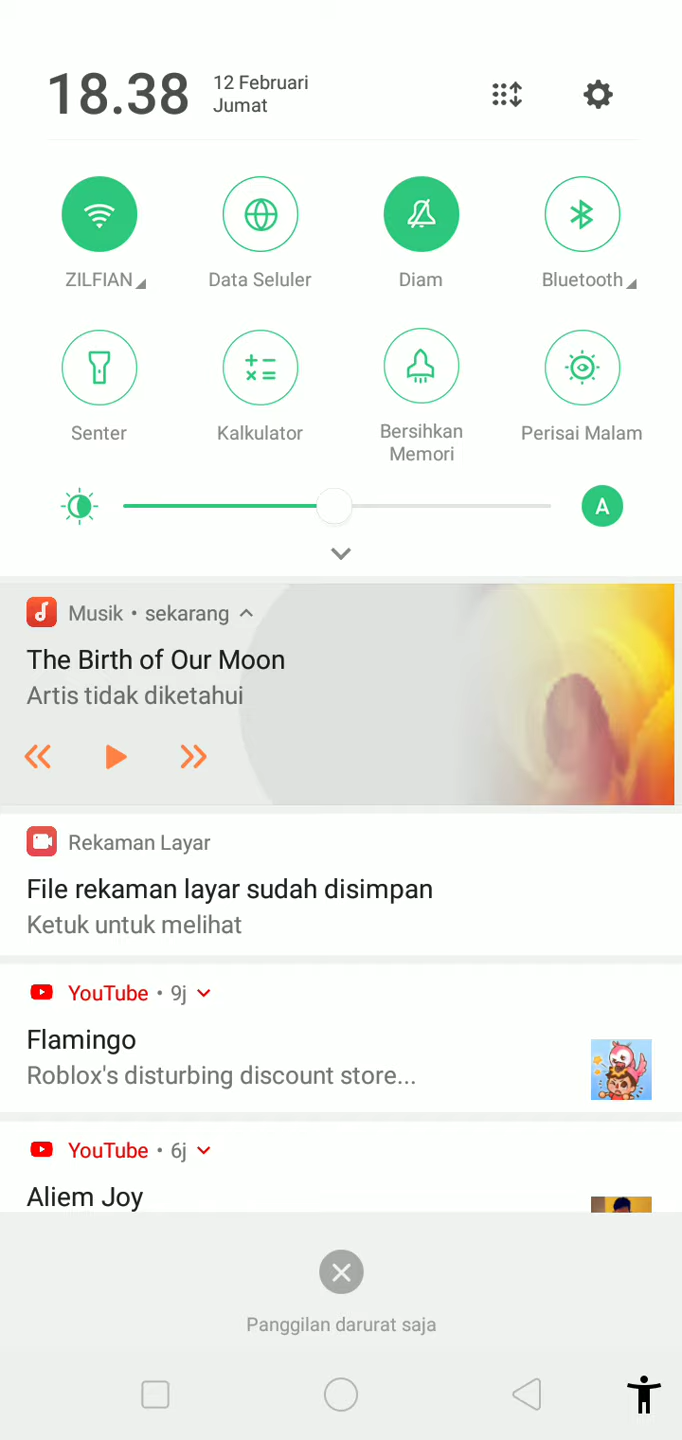 18.38
12 Februari
Jumat
ZILFIAN
Data Seluler
Diam
Bluetooth
Senter
Kalkulator
Bersihkan
Memori
Perisai Malam
A
Musik • sekarang
The Birth of Our Moon
Artis tidak diketahui
Rekaman Layar
File rekaman layar sudah disimpan
Ketuk untuk melihat
YouTube • 9j
Flamingo
Roblox's disturbing discount store...
YouTube • 6j
Aliem Joy
Panggilan darurat saja